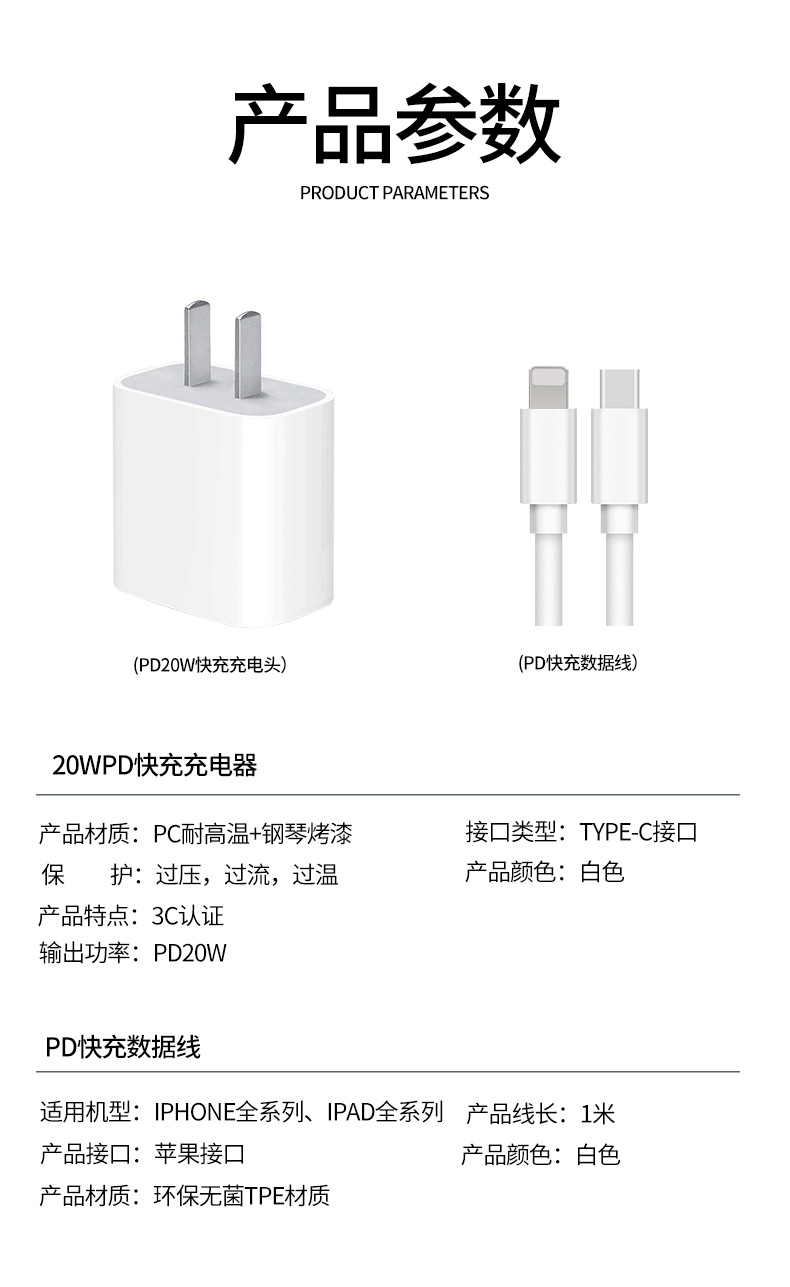 产品参数
PRODUCT PARAMETERS
(PD20W快充充电头)
(PD快充数据线)
20WPD快充充电器
产品材质：PC耐高温+钢琴烤漆
接口类型：TYPE-C接口
保　　护：过压，过流，过温
产品颜色：白色
产品特点：3C认证
输出功率：PD20W
PD快充数据线
适用机型：IPHONE全系列、IPAD全系列
产品线长：1米
产品接口：苹果接口
产品颜色：白色
产品材质：环保无菌TPE材质